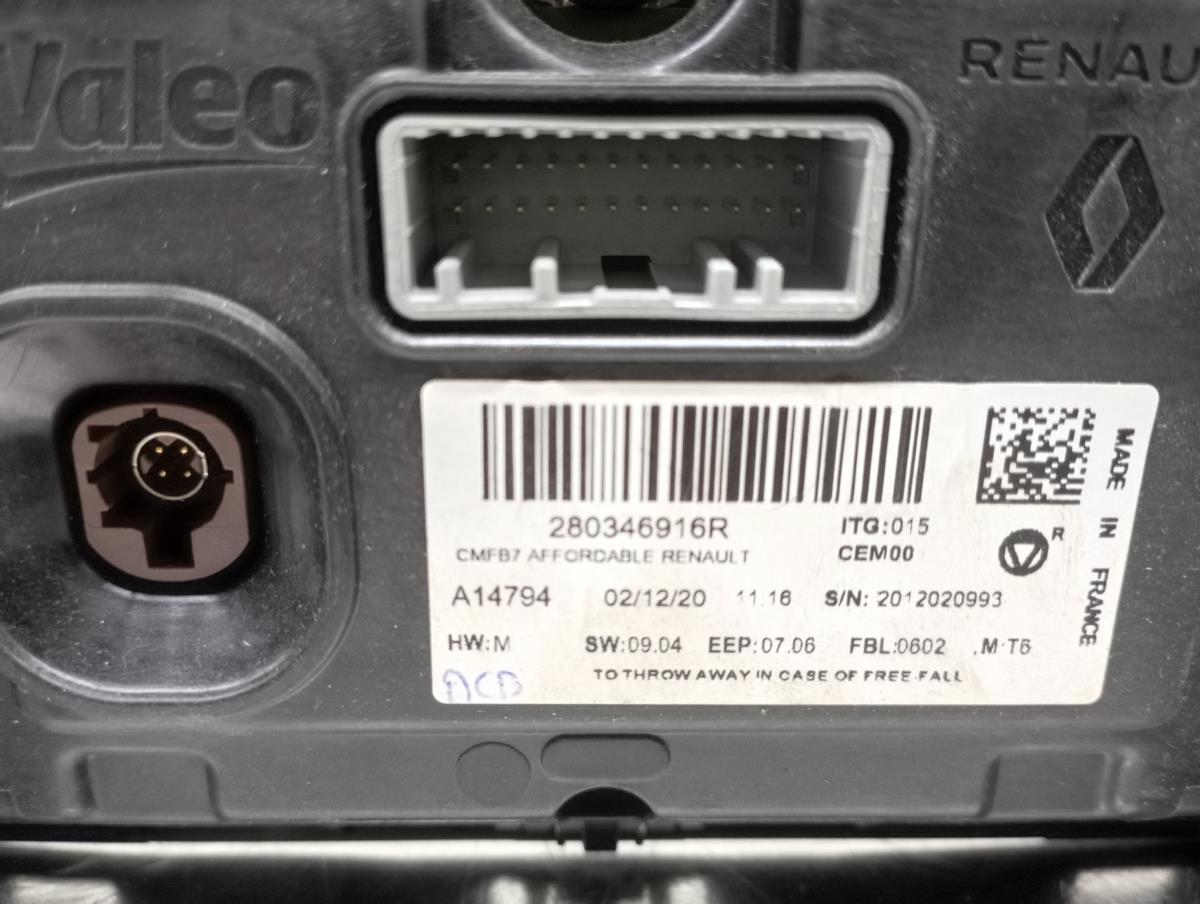 Valeo
RENAU
280346916R
ITG:015
CMFB7 AFFORDABLE RENAULT
CEM00
R
MADE IN FRANCE
A14794 02/12/20 11:16 S/N: 2012020993
HW:M SW:09.04 EEP:07.06 FBL:0602 .M T6
ACB
TO THROW AWAY IN CASE OF FREE FALL